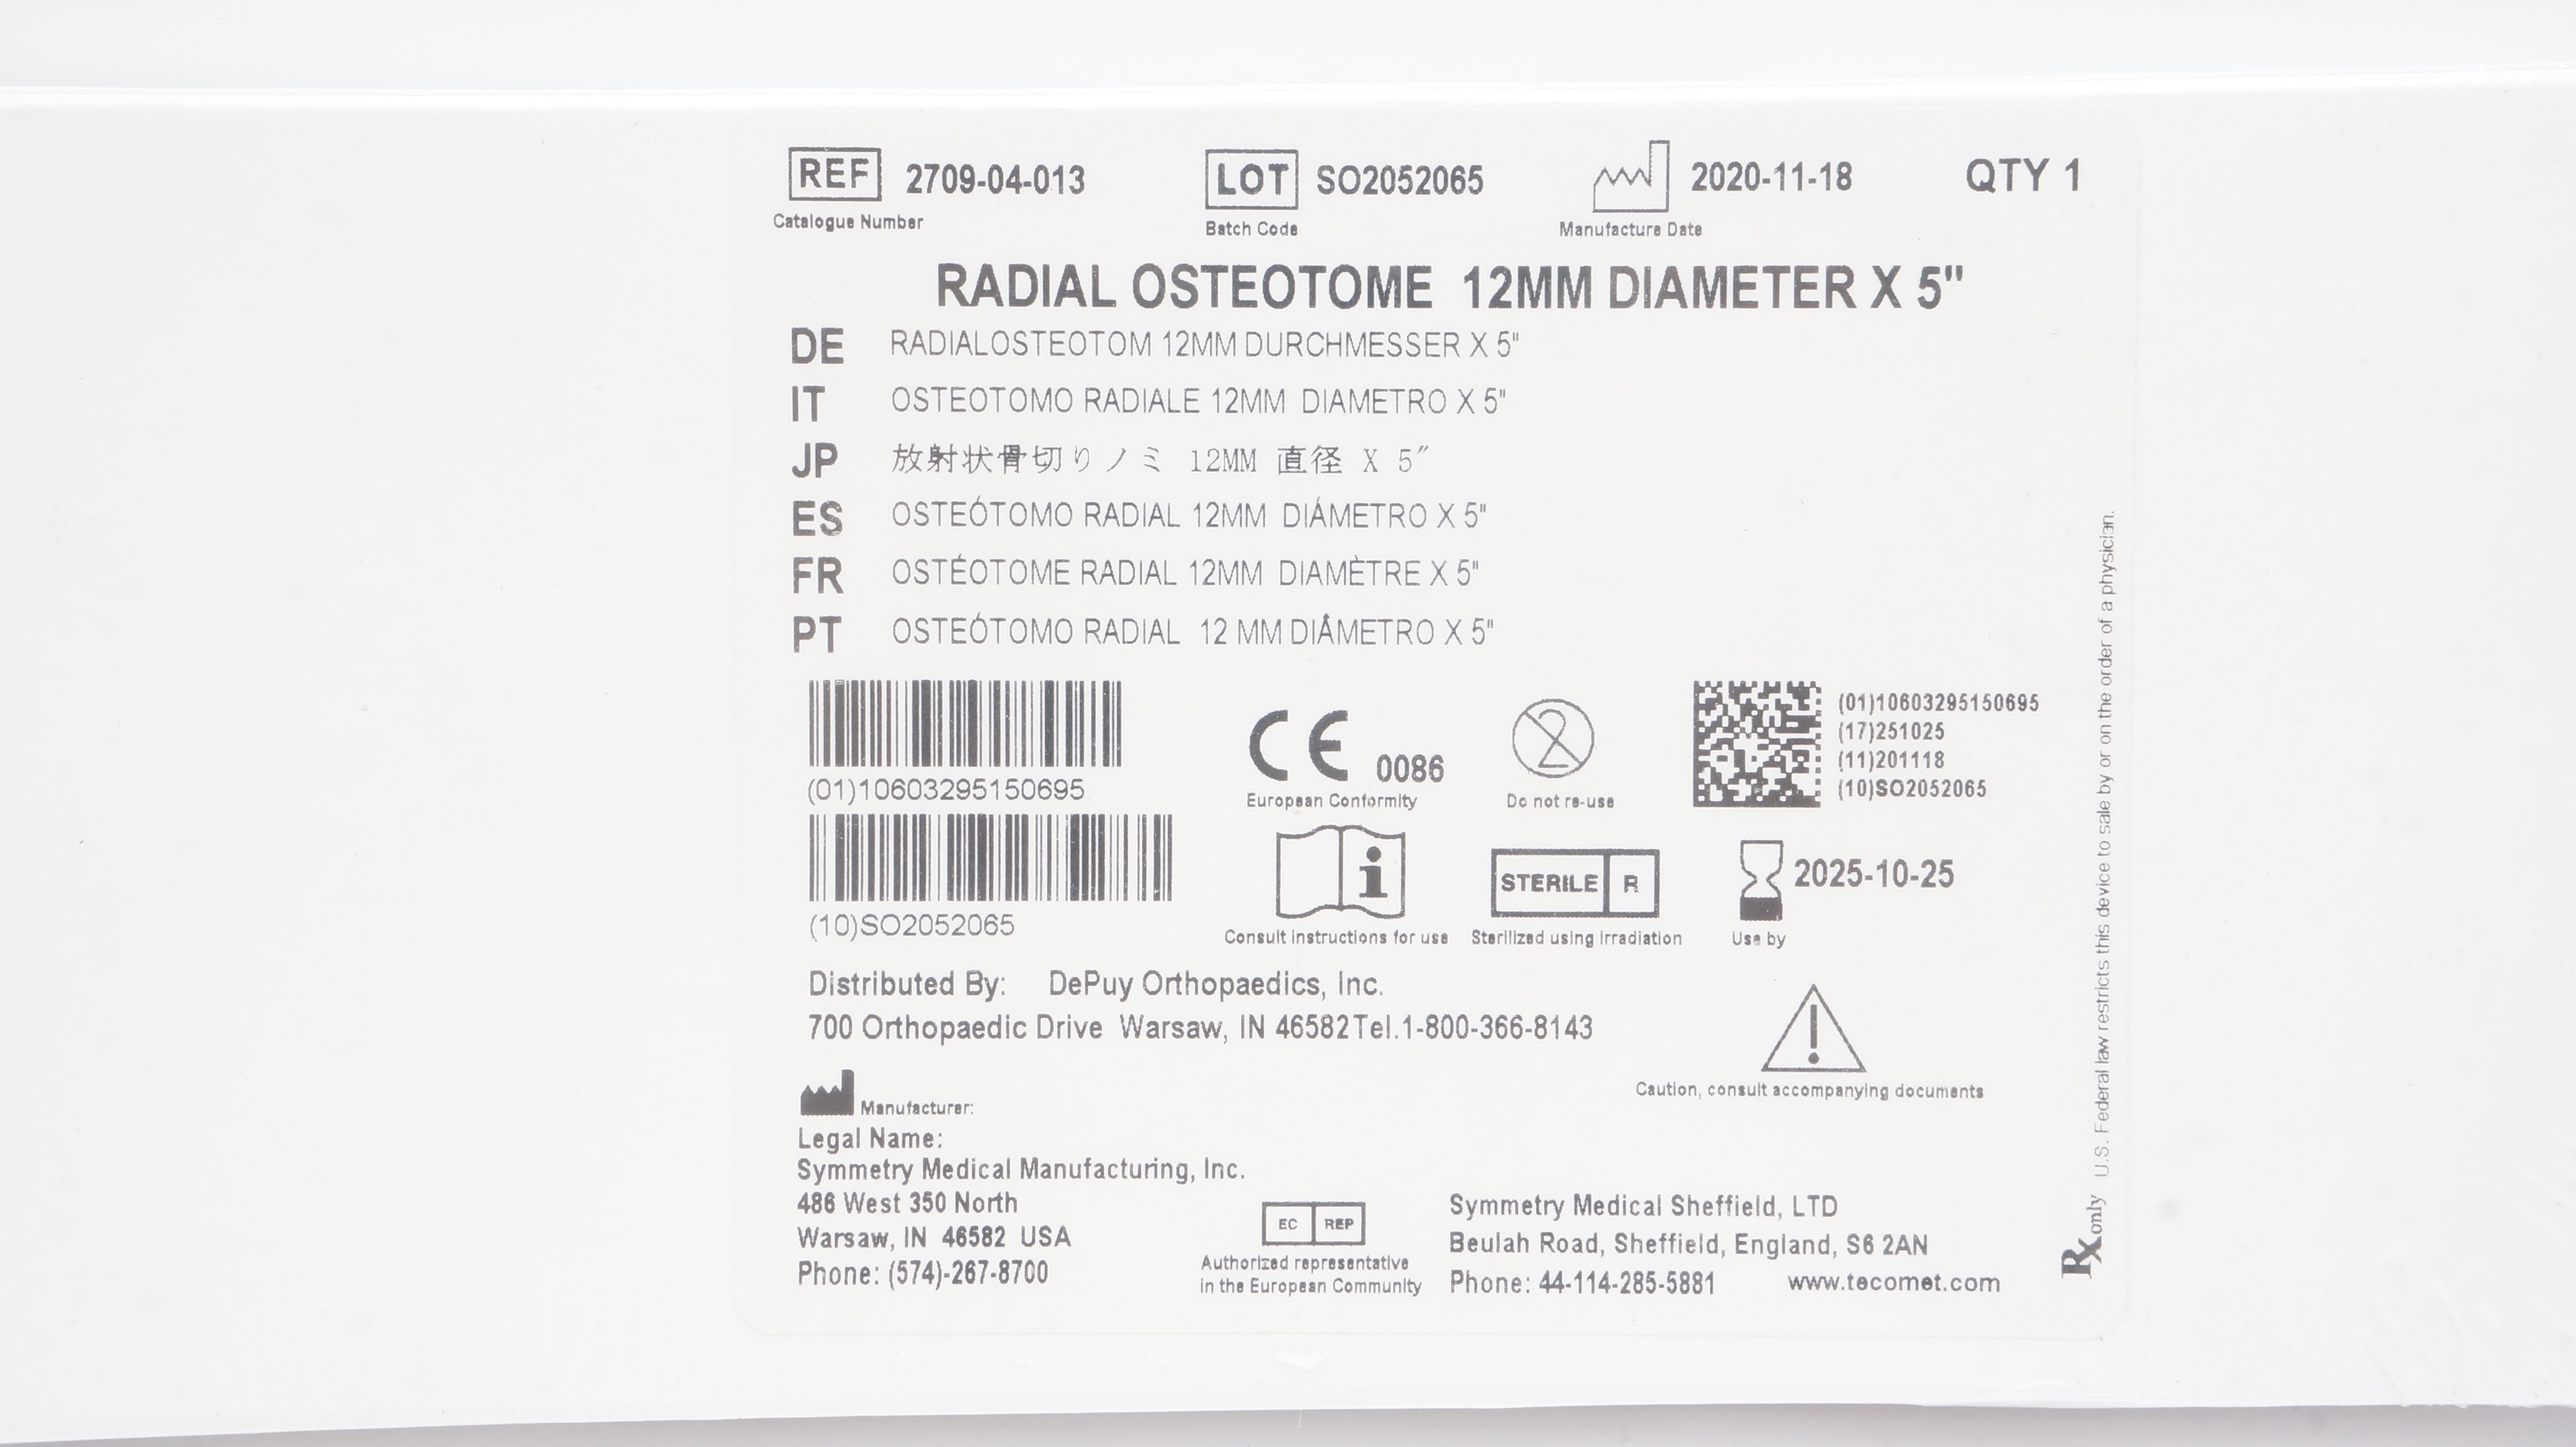 REF 2709-04-013 LOT SO2052065 2020-11-18 QTY 1
Catalogue Number Batch Code Manufacture Date
RADIAL OSTEOTOME 12MM DIAMETER X 5"
DE RADIALOSTEOTOM 12MM DURCHMESSER X 5"
IT OSTEOTOMO RADIALE 12MM DIAMETRO X 5"
JP 放射状骨切りノミ 12MM 直径 X 5″
ES OSTEÓTOMO RADIAL 12MM DIÁMETRO X 5"
FR OSTÉOTOME RADIAL 12MM DIAMÈTRE X 5"
PT OSTEÓTOMO RADIAL 12 MM DIÂMETRO X 5"
(01)10603295150695
(10)SO2052065
CE 0086
European Conformity
2
Do not re-use
(01)10603295150695
(17)251025
(11)201118
(10)SO2052065
i
Consult instructions for use
STERILE R
Sterilized using Irradiation
2025-10-25
Use by
Distributed By: DePuy Orthopaedics, Inc.
700 Orthopaedic Drive Warsaw, IN 46582Tel.1-800-366-8143
!
Caution, consult accompanying documents
Manufacturer:
Legal Name:
Symmetry Medical Manufacturing, Inc.
486 West 350 North
Warsaw, IN 46582 USA
Phone: (574)-267-8700
EC REP
Authorized representative
in the European Community
Symmetry Medical Sheffield, LTD
Beulah Road, Sheffield, England, S6 2AN
Phone: 44-114-285-5881 www.tecomet.com
Rx only U.S. Federal law restricts this device to sale by or on the order of a physician.